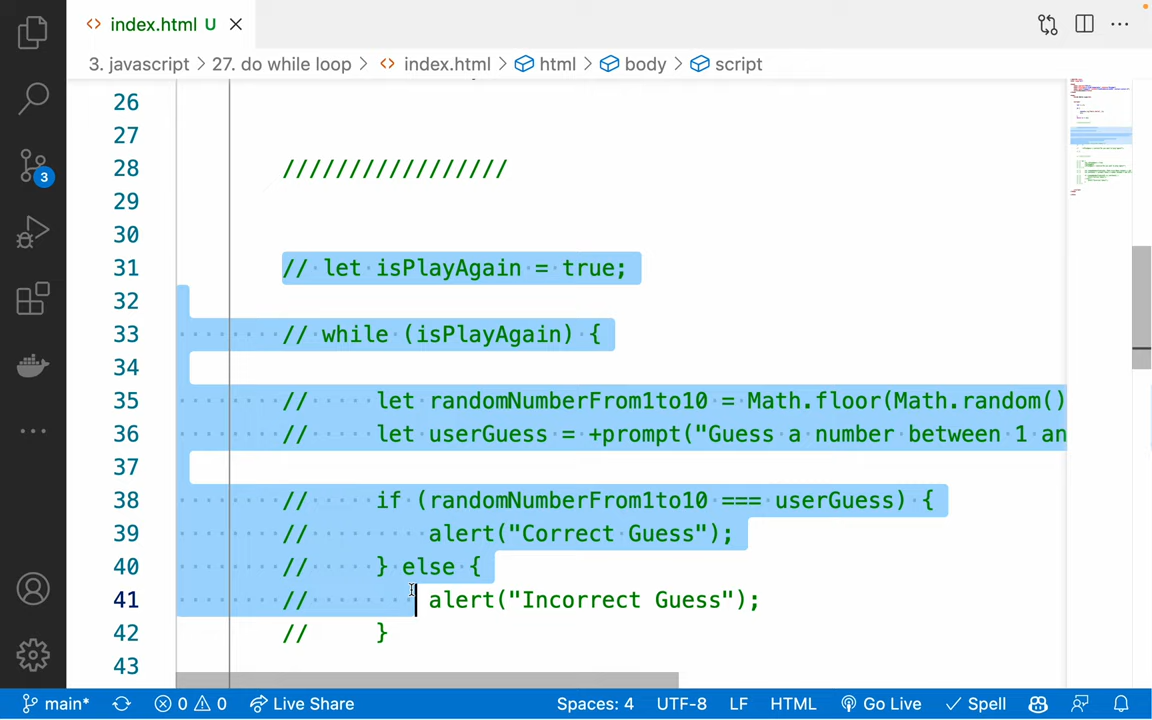 index.html U
3. javascript > 27. do while loop > index.html > html > body > script
26
27
28 /////////////////
29
30
31 // let isPlayAgain = true;
32
33 // while (isPlayAgain) {
34
35 // let randomNumberFrom1to10 = Math.floor(Math.random()
36 // let userGuess = +prompt("Guess a number between 1 an
37
38 // if (randomNumberFrom1to10 === userGuess) {
39 // alert("Correct Guess");
40 // } else {
41 // alert("Incorrect Guess");
42 // }
43
3
main* 0 0 Live Share Spaces: 4 UTF-8 LF HTML Go Live Spell